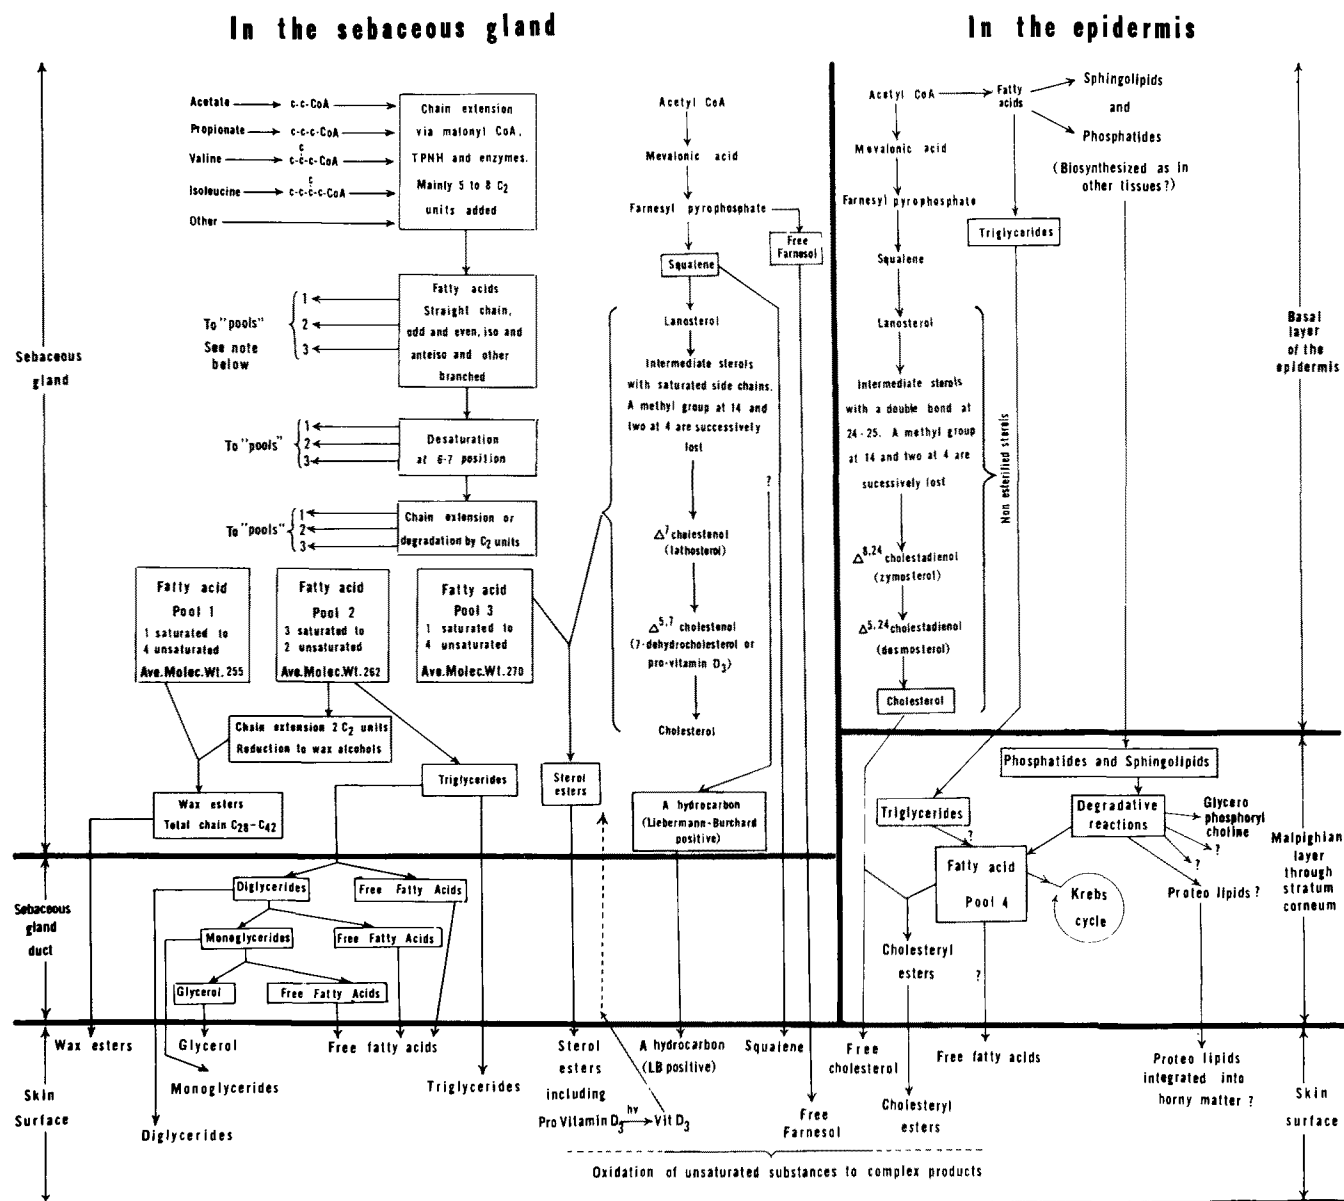 In the sebaceous gland
In the epidermis
Sebaceous
gland
Sebaceous
gland
duct
Skin
Surface
Acetate
c-c-CoA
Propionate
c-c-c-CoA
Valine
c
c-c-c-CoA
Isoleucine
c
c-c-c-c-CoA
Other
Chain extension
via malonyl CoA,
TPNH and enzymes.
Mainly 5 to 8 C2
units added
To "pools"
See note
below
1
2
3
Fatty acids
Straight chain,
odd and even, iso and
anteiso and other
branched
To "pools"
1
2
3
Desaturation
at 6-7 position
To "pools"
1
2
3
Chain extension or
degradation by C2 units
Fatty acid
Pool 1
1 saturated to
4 unsaturated
Ave.Molec.Wt.255
Fatty acid
Pool 2
3 saturated to
2 unsaturated
Ave.Molec.Wt.262
Fatty acid
Pool 3
1 saturated to
4 unsaturated
Ave.Molec.Wt.270
Chain extension 2 C2 units
Reduction to wax alcohols
Wax esters
Total chain C28-C42
Triglycerides
Sterol
esters
Acetyl CoA
Mevalonic acid
Farnesyl pyrophosphate
Free
Farnesol
Squalene
Lanosterol
Intermediate sterols
with saturated side chains.
A methyl group at 14 and
two at 4 are successively
lost
?
Δ7 cholestenol
(lathosterol)
Δ5,7 cholestenol
(7-dehydrocholesterol or
pro-vitamin D3)
Cholesterol
A hydrocarbon
(Liebermann-Burchard
positive)
Diglycerides
Free Fatty Acids
Monoglycerides
Free Fatty Acids
Glycerol
Free Fatty Acids
Wax esters
Glycerol
Free fatty acids
Monoglycerides
Triglycerides
Diglycerides
Sterol
esters
including
Pro Vitamin D3
hv
Vit D3
A hydrocarbon
(LB positive)
Squalene
Free
Farnesol
Acetyl CoA
Fatty
acids
Sphingolipids
and
Phosphatides
(Biosynthesized as in
other tissues?)
Mevalonic acid
Farnesyl pyrophosphate
Triglycerides
Squalene
Lanosterol
Intermediate sterols
with a double bond at
24-25. A methyl group
at 14 and two at 4 are
sucessively lost
Non esterified sterols
Δ8,24 cholestadienol
(zymosterol)
Δ5,24 cholestadienol
(desmosterol)
Cholesterol
Basal
layer
of the
epidermis
Phosphatides and Sphingolipids
Triglycerides
?
Degradative
reactions
Glycero
phosphoryl
choline
?
?
Fatty acid
Pool 4
Krebs
cycle
Proteo lipids ?
Cholesteryl
esters
?
Malpighian
layer
through
stratum
corneum
Free
cholesterol
Free fatty acids
Cholesteryl
esters
Proteo lipids
integrated into
horny matter ?
Skin
surface
Oxidation of unsaturated substances to complex products